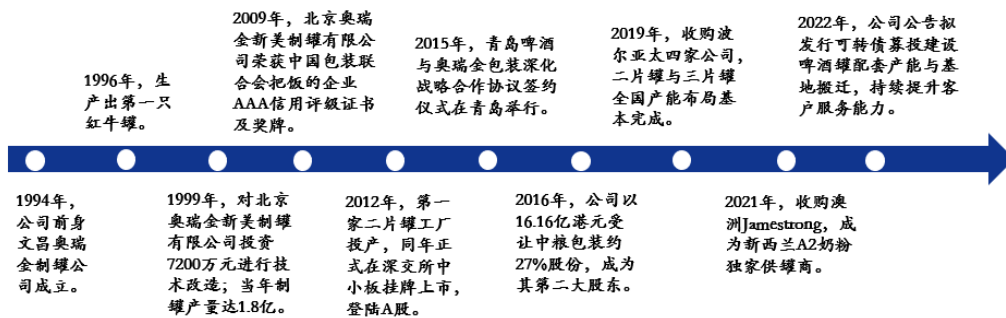 1994年，
公司前身
文昌奥瑞
金制罐公
司成立。
1996年，生
产出第一只
红牛罐。
1999年，对北京
奥瑞金新美制罐
有限公司投资
7200万元进行技
术改造；当年制
罐产量达1.8亿。
2009年，北京奥瑞
金新美制罐有限公
司荣获中国包装联
合会把饭的企业
AAA信用评级证书
及奖牌。
2012年，第一
家二片罐工厂
投产，同年正
式在深交所中
小板挂牌上市，
登陆A股。
2015年，青岛啤酒
与奥瑞金包装深化
战略合作协议签约
仪式在青岛举行。
2016年，公司以
16.16亿港元受
让中粮包装约
27%股份，成为
其第二大股东。
2019年，收购波
尔亚太四家公司，
二片罐与三片罐
全国产能布局基
本完成。
2021年，收购澳
洲Jamestrong，成
为新西兰A2奶粉
独家供罐商。
2022年，公司公告拟
发行可转债募投建设
啤酒罐配套产能与基
地搬迁，持续提升客
户服务能力。